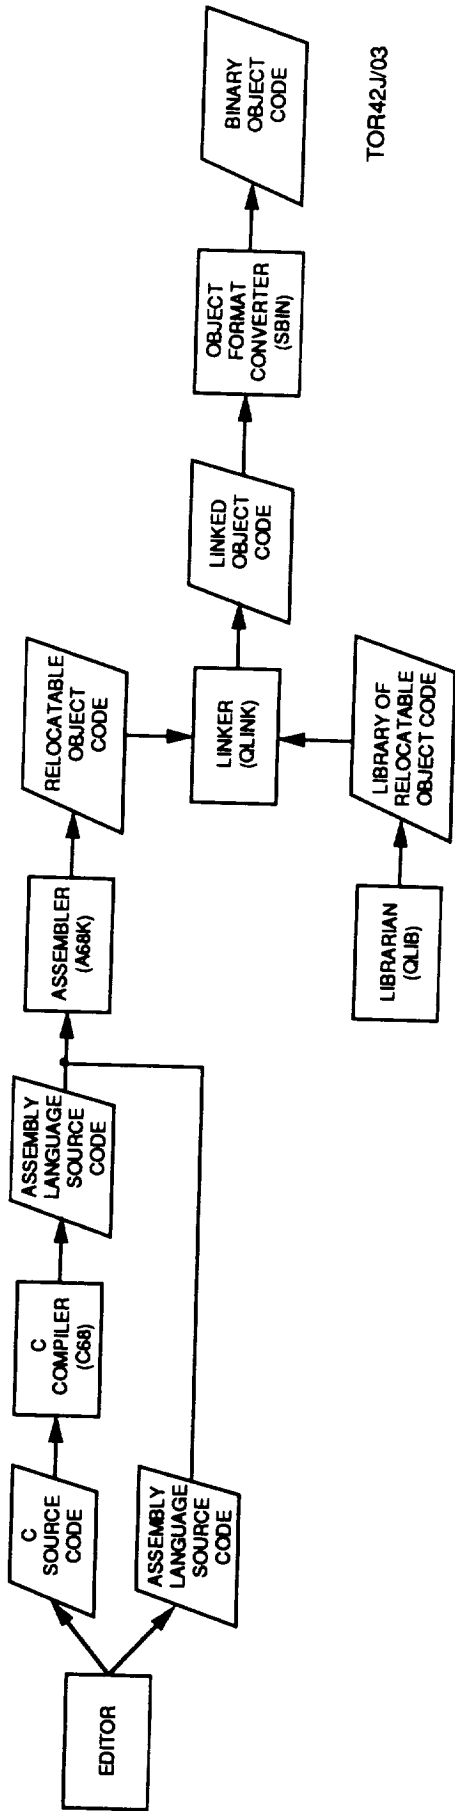 EDITOR
C
SOURCE
CODE
C
COMPILER
(C68)
ASSEMBLY
LANGUAGE
SOURCE
CODE
ASSEMBLY
LANGUAGE
SOURCE
CODE
ASSEMBLER
(A68K)
RELOCATABLE
OBJECT
CODE
LINKER
(QLINK)
LIBRARIAN
(QLIB)
LIBRARY OF
RELOCATABLE
OBJECT CODE
LINKED
OBJECT
CODE
OBJECT
FORMAT
CONVERTER
(SBIN)
BINARY
OBJECT
CODE
TOR42J/03